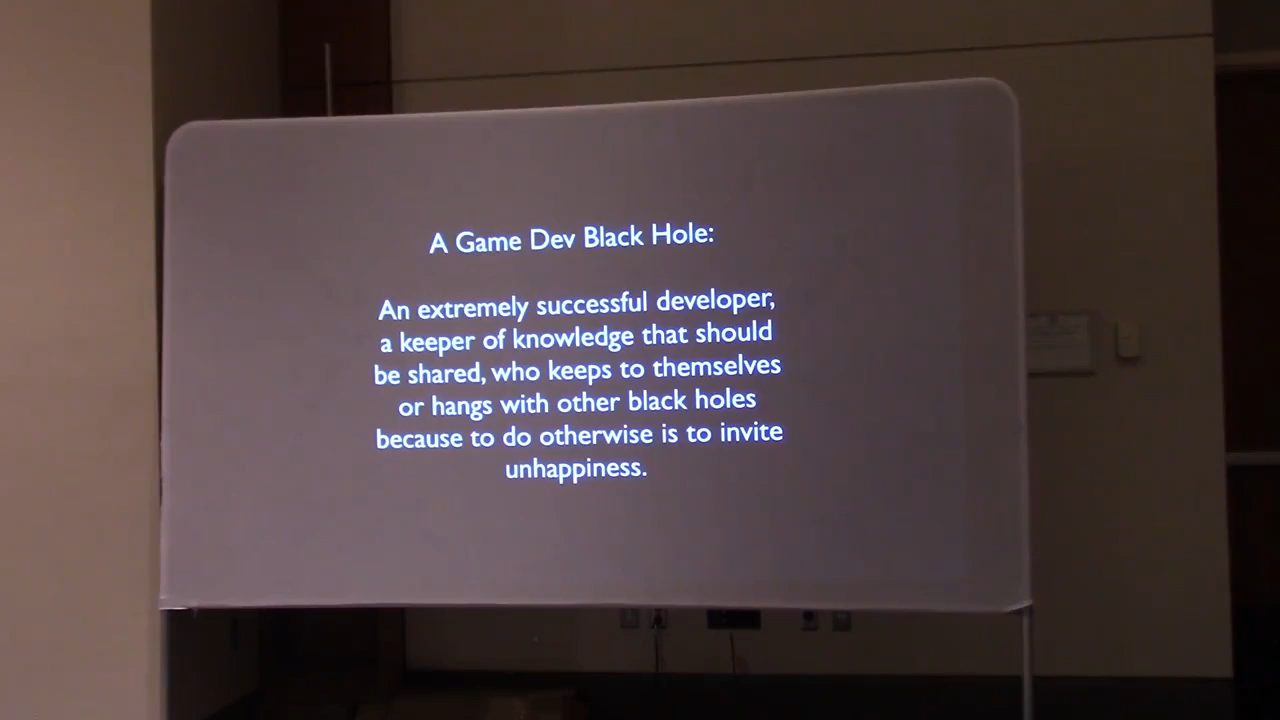 A Game Dev Black Hole:
An extremely successful developer,
a keeper of knowledge that should
be shared, who keeps to themselves
or hangs with other black holes
because to do otherwise is to invite
unhappiness.